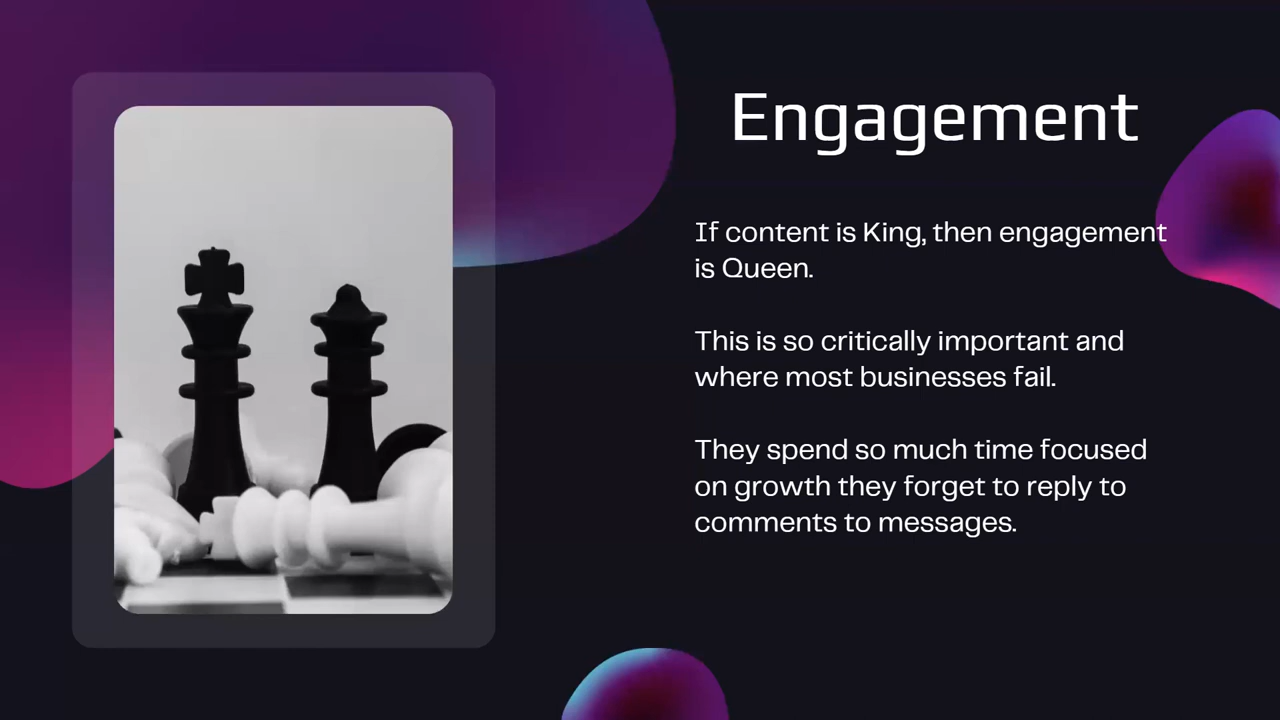 Engagement
If content is King, then engagement
is Queen.
This is so critically important and
where most businesses fail.
They spend so much time focused
on growth they forget to reply to
comments to messages.